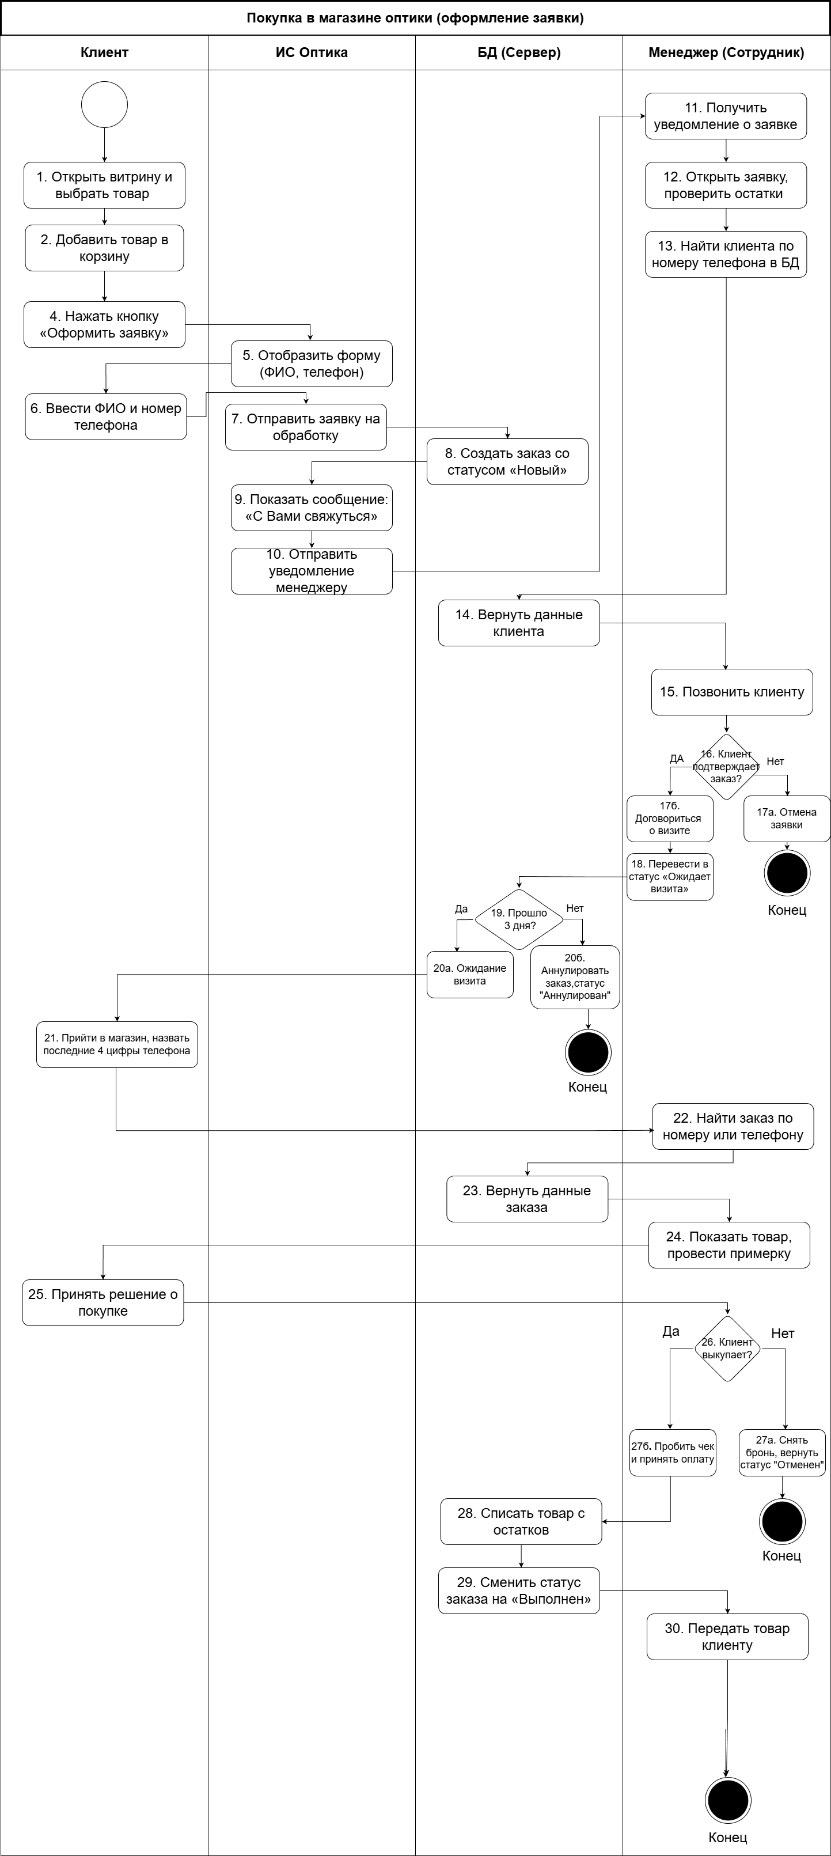 Покупка в магазине оптики (оформление заявки)
Клиент
ИС Оптика
БД (Сервер)
Менеджер (Сотрудник)
1. Открыть витрину и
выбрать товар
2. Добавить товар в
корзину
4. Нажать кнопку
«Оформить заявку»
5. Отобразить форму
(ФИО, телефон)
6. Ввести ФИО и номер
телефона
7. Отправить заявку на
обработку
8. Создать заказ со
статусом «Новый»
9. Показать сообщение:
«С Вами свяжуться»
10. Отправить
уведомление
менеджеру
11. Получить
уведомление о заявке
12. Открыть заявку,
проверить остатки
13. Найти клиента по
номеру телефона в БД
14. Вернуть данные
клиента
15. Позвонить клиенту
16. Клиент
подтверждает
заказ?
ДА
Нет
17б.
Договориться
о визите
17а. Отмена
заявки
18. Перевести в
статус «Ожидает
визита»
Конец
19. Прошло
3 дня?
Да
Нет
20а. Ожидание
визита
20б.
Аннулировать
заказ,статус
"Аннулирован"
Конец
21. Прийти в магазин, назвать
последние 4 цифры телефона
22. Найти заказ по
номеру или телефону
23. Вернуть данные
заказа
24. Показать товар,
провести примерку
25. Принять решение о
покупке
26. Клиент
выкупает?
Да
Нет
27б. Пробить чек
и принять оплату
27а. Снять
бронь, вернуть
статус "Отменен"
Конец
28. Списать товар с
остатков
29. Сменить статус
заказа на «Выполнен»
30. Передать товар
клиенту
Конец